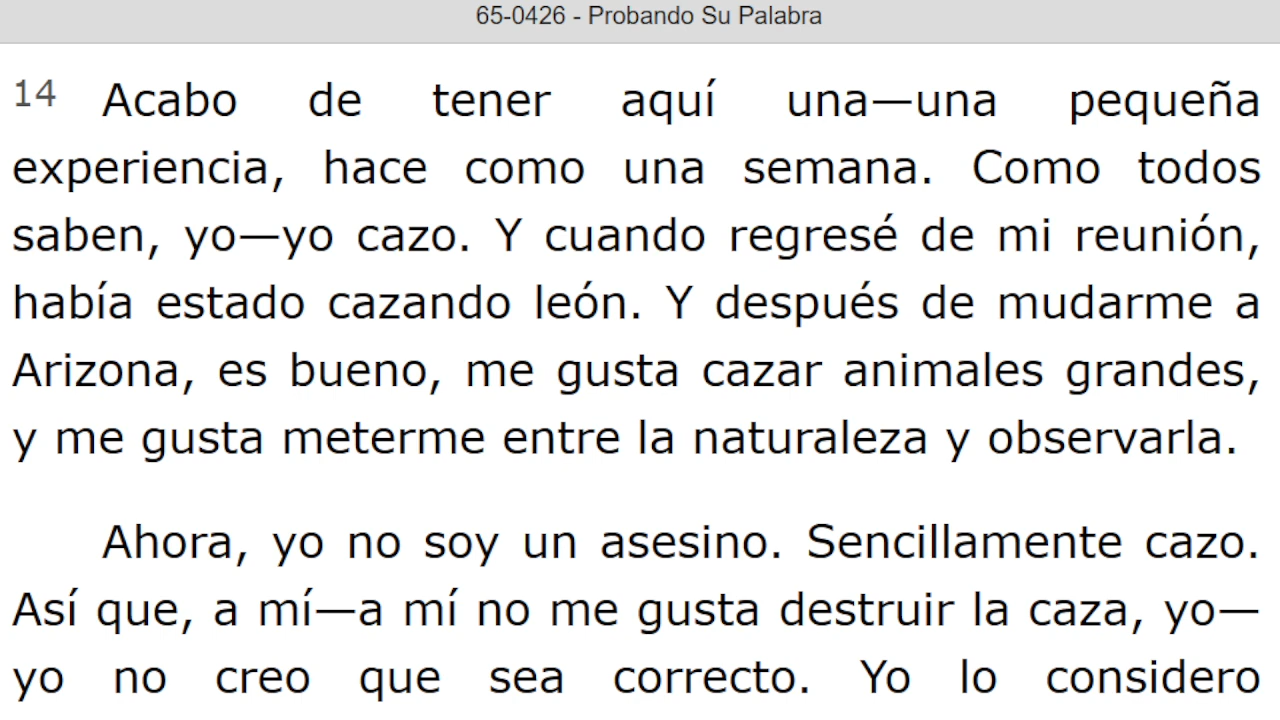 65-0426 - Probando Su Palabra
14 Acabo de tener aquí una—una pequeña
experiencia, hace como una semana. Como todos
saben, yo—yo cazo. Y cuando regresé de mi reunión,
había estado cazando león. Y después de mudarme a
Arizona, es bueno, me gusta cazar animales grandes,
y me gusta meterme entre la naturaleza y observarla.
Ahora, yo no soy un asesino. Sencillamente cazo.
Así que, a mí—a mí no me gusta destruir la caza, yo—
yo no creo que sea correcto. Yo lo considero